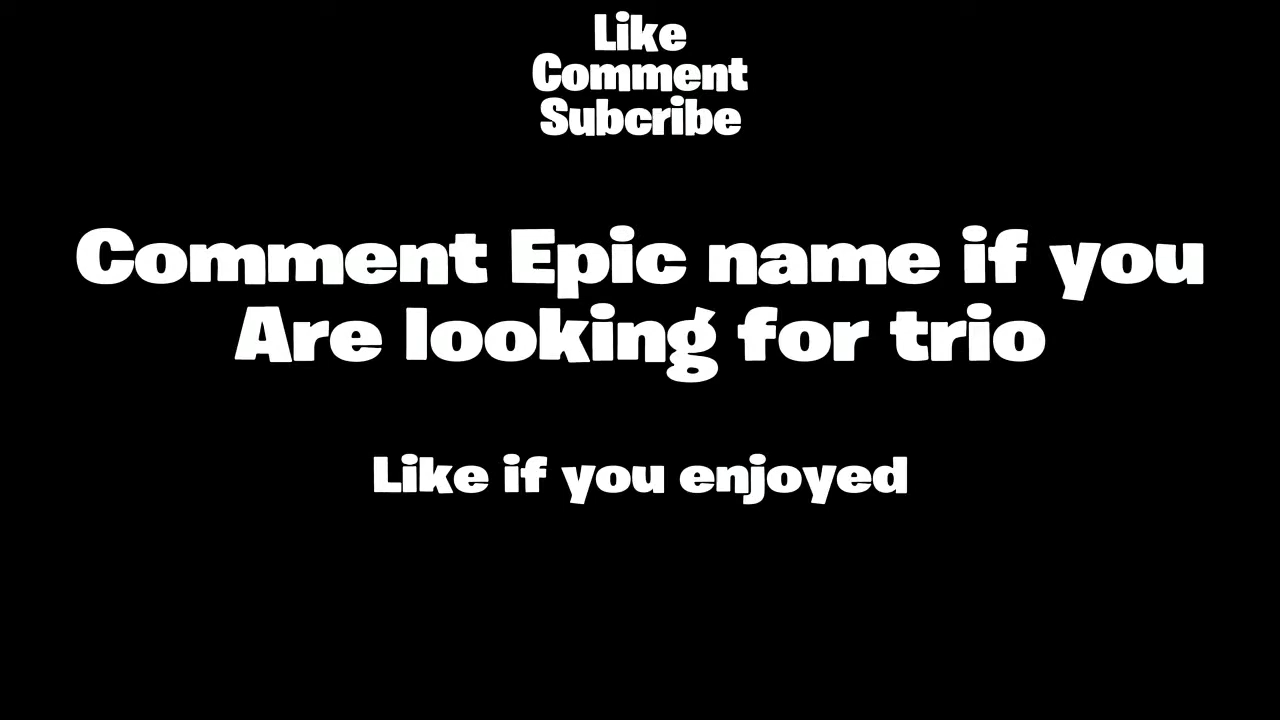 Like
Comment
Subcribe
Comment Epic name if you
Are looking for trio
Like if you enjoyed